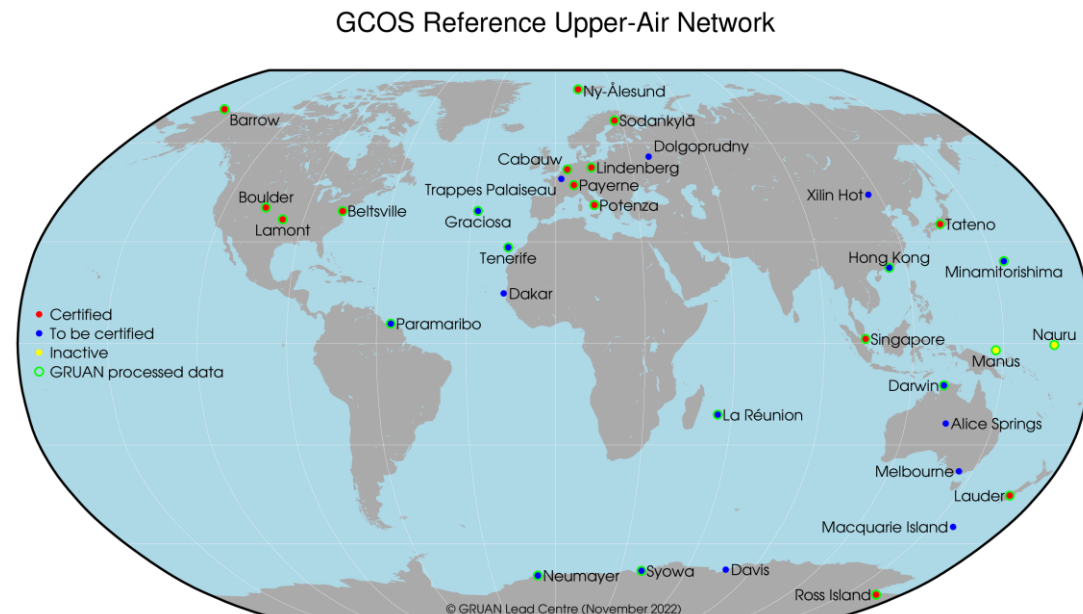 GCOS Reference Upper-Air Network
Ny-Ålesund
Barrow
Sodankylä
Dolgoprudny
Cabauw
Lindenberg
Trappes Palaiseau
Payerne
Xilin Hot
Boulder
Beltsville
Potenza
Graciosa
Lamont
Tateno
Tenerife
Hong Kong
Minamitorishima
Dakar
Certified
To be certified
Inactive
GRUAN processed data
Paramaribo
Singapore
Nauru
Manus
Darwin
La Réunion
Alice Springs
Melbourne
Lauder
Macquarie Island
Neumayer
Syowa
Davis
Ross Island
© GRUAN Lead Centre (November 2022)